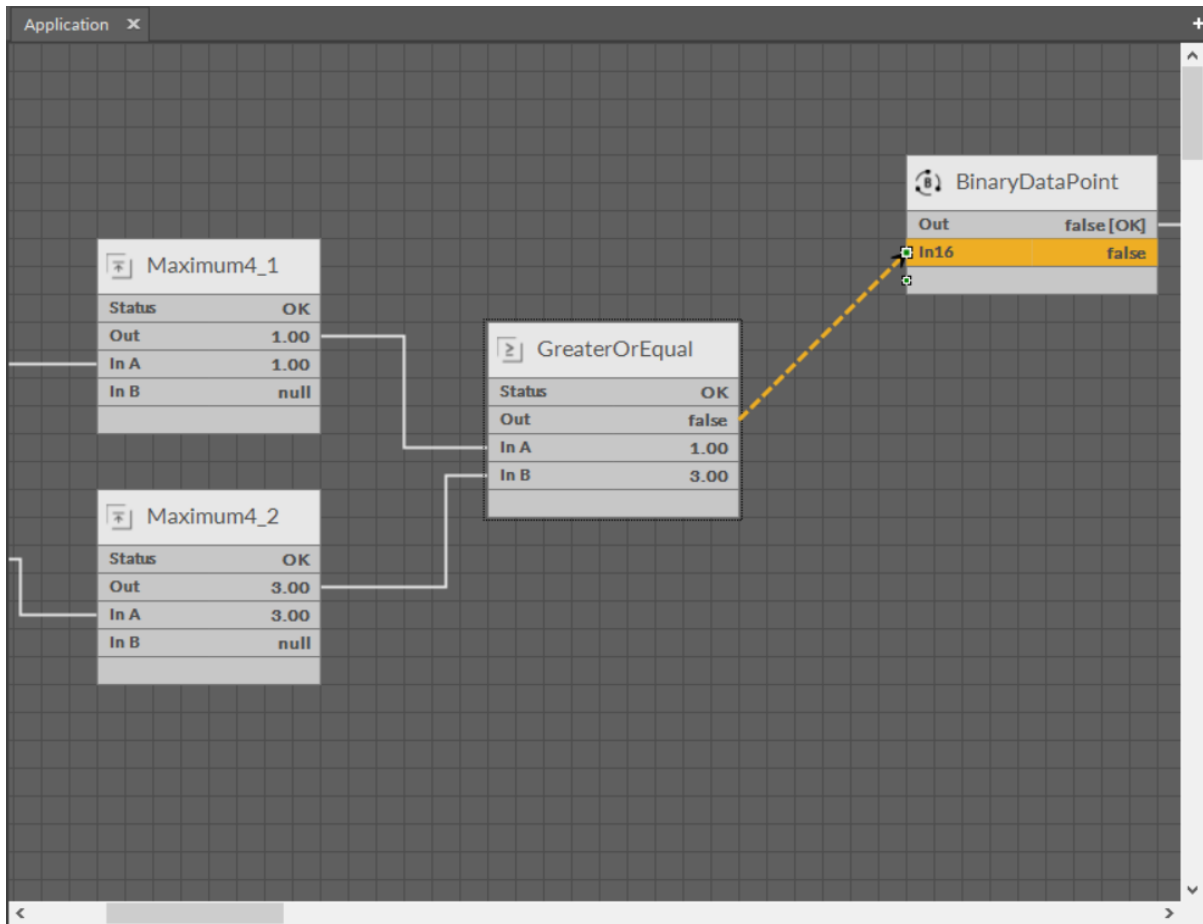 Application
BinaryDataPoint
Out false [OK]
In16 false
Maximum4_1
Status OK
Out 1.00
In A 1.00
In B null
GreaterOrEqual
Status OK
Out false
In A 1.00
In B 3.00
Maximum4_2
Status OK
Out 3.00
In A 3.00
In B null